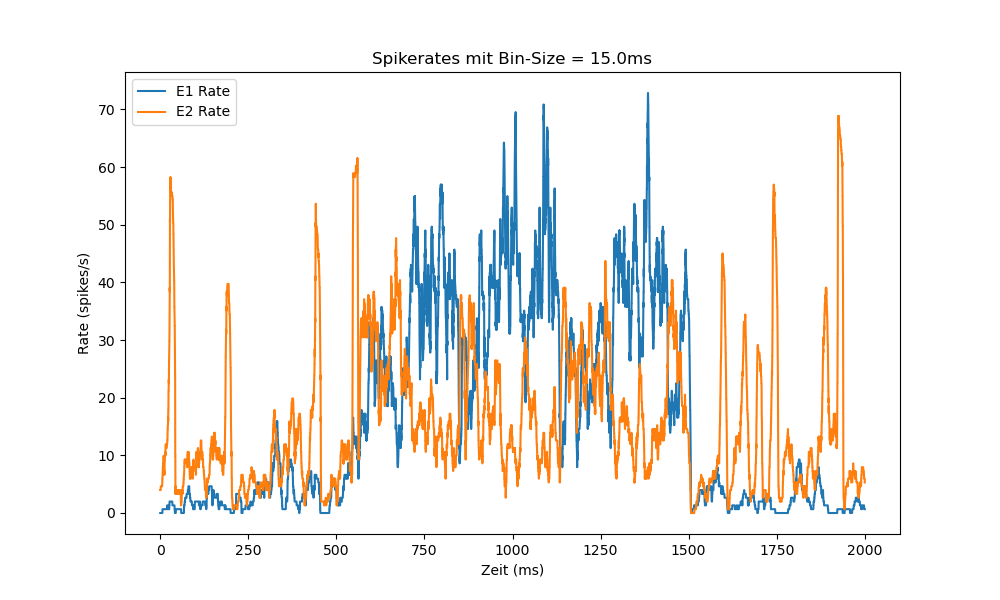 Spikerates mit Bin-Size = 15.0ms
E1 Rate
E2 Rate
70
60
50
40
30
20
10
0
Rate (spikes/s)
0 250 500 750 1000 1250 1500 1750 2000
Zeit (ms)